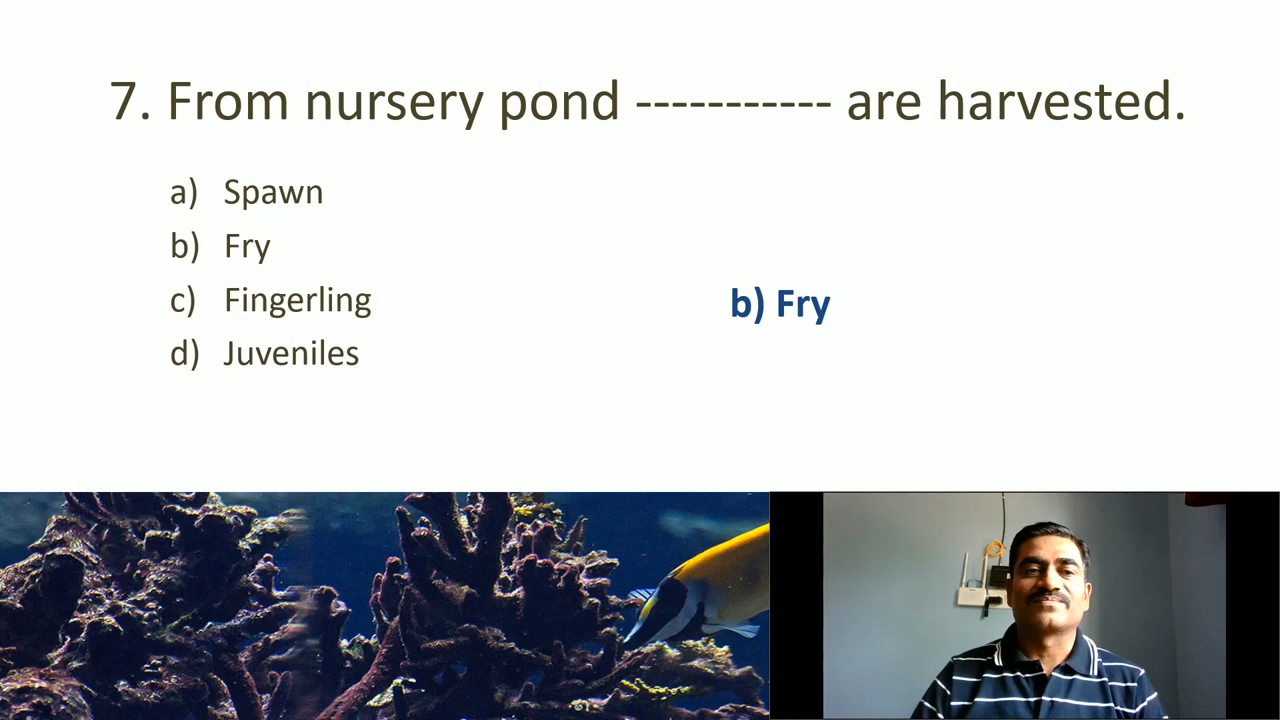 7. From nursery pond ----------- are harvested.
a) Spawn
b) Fry
c) Fingerling
d) Juveniles
b) Fry